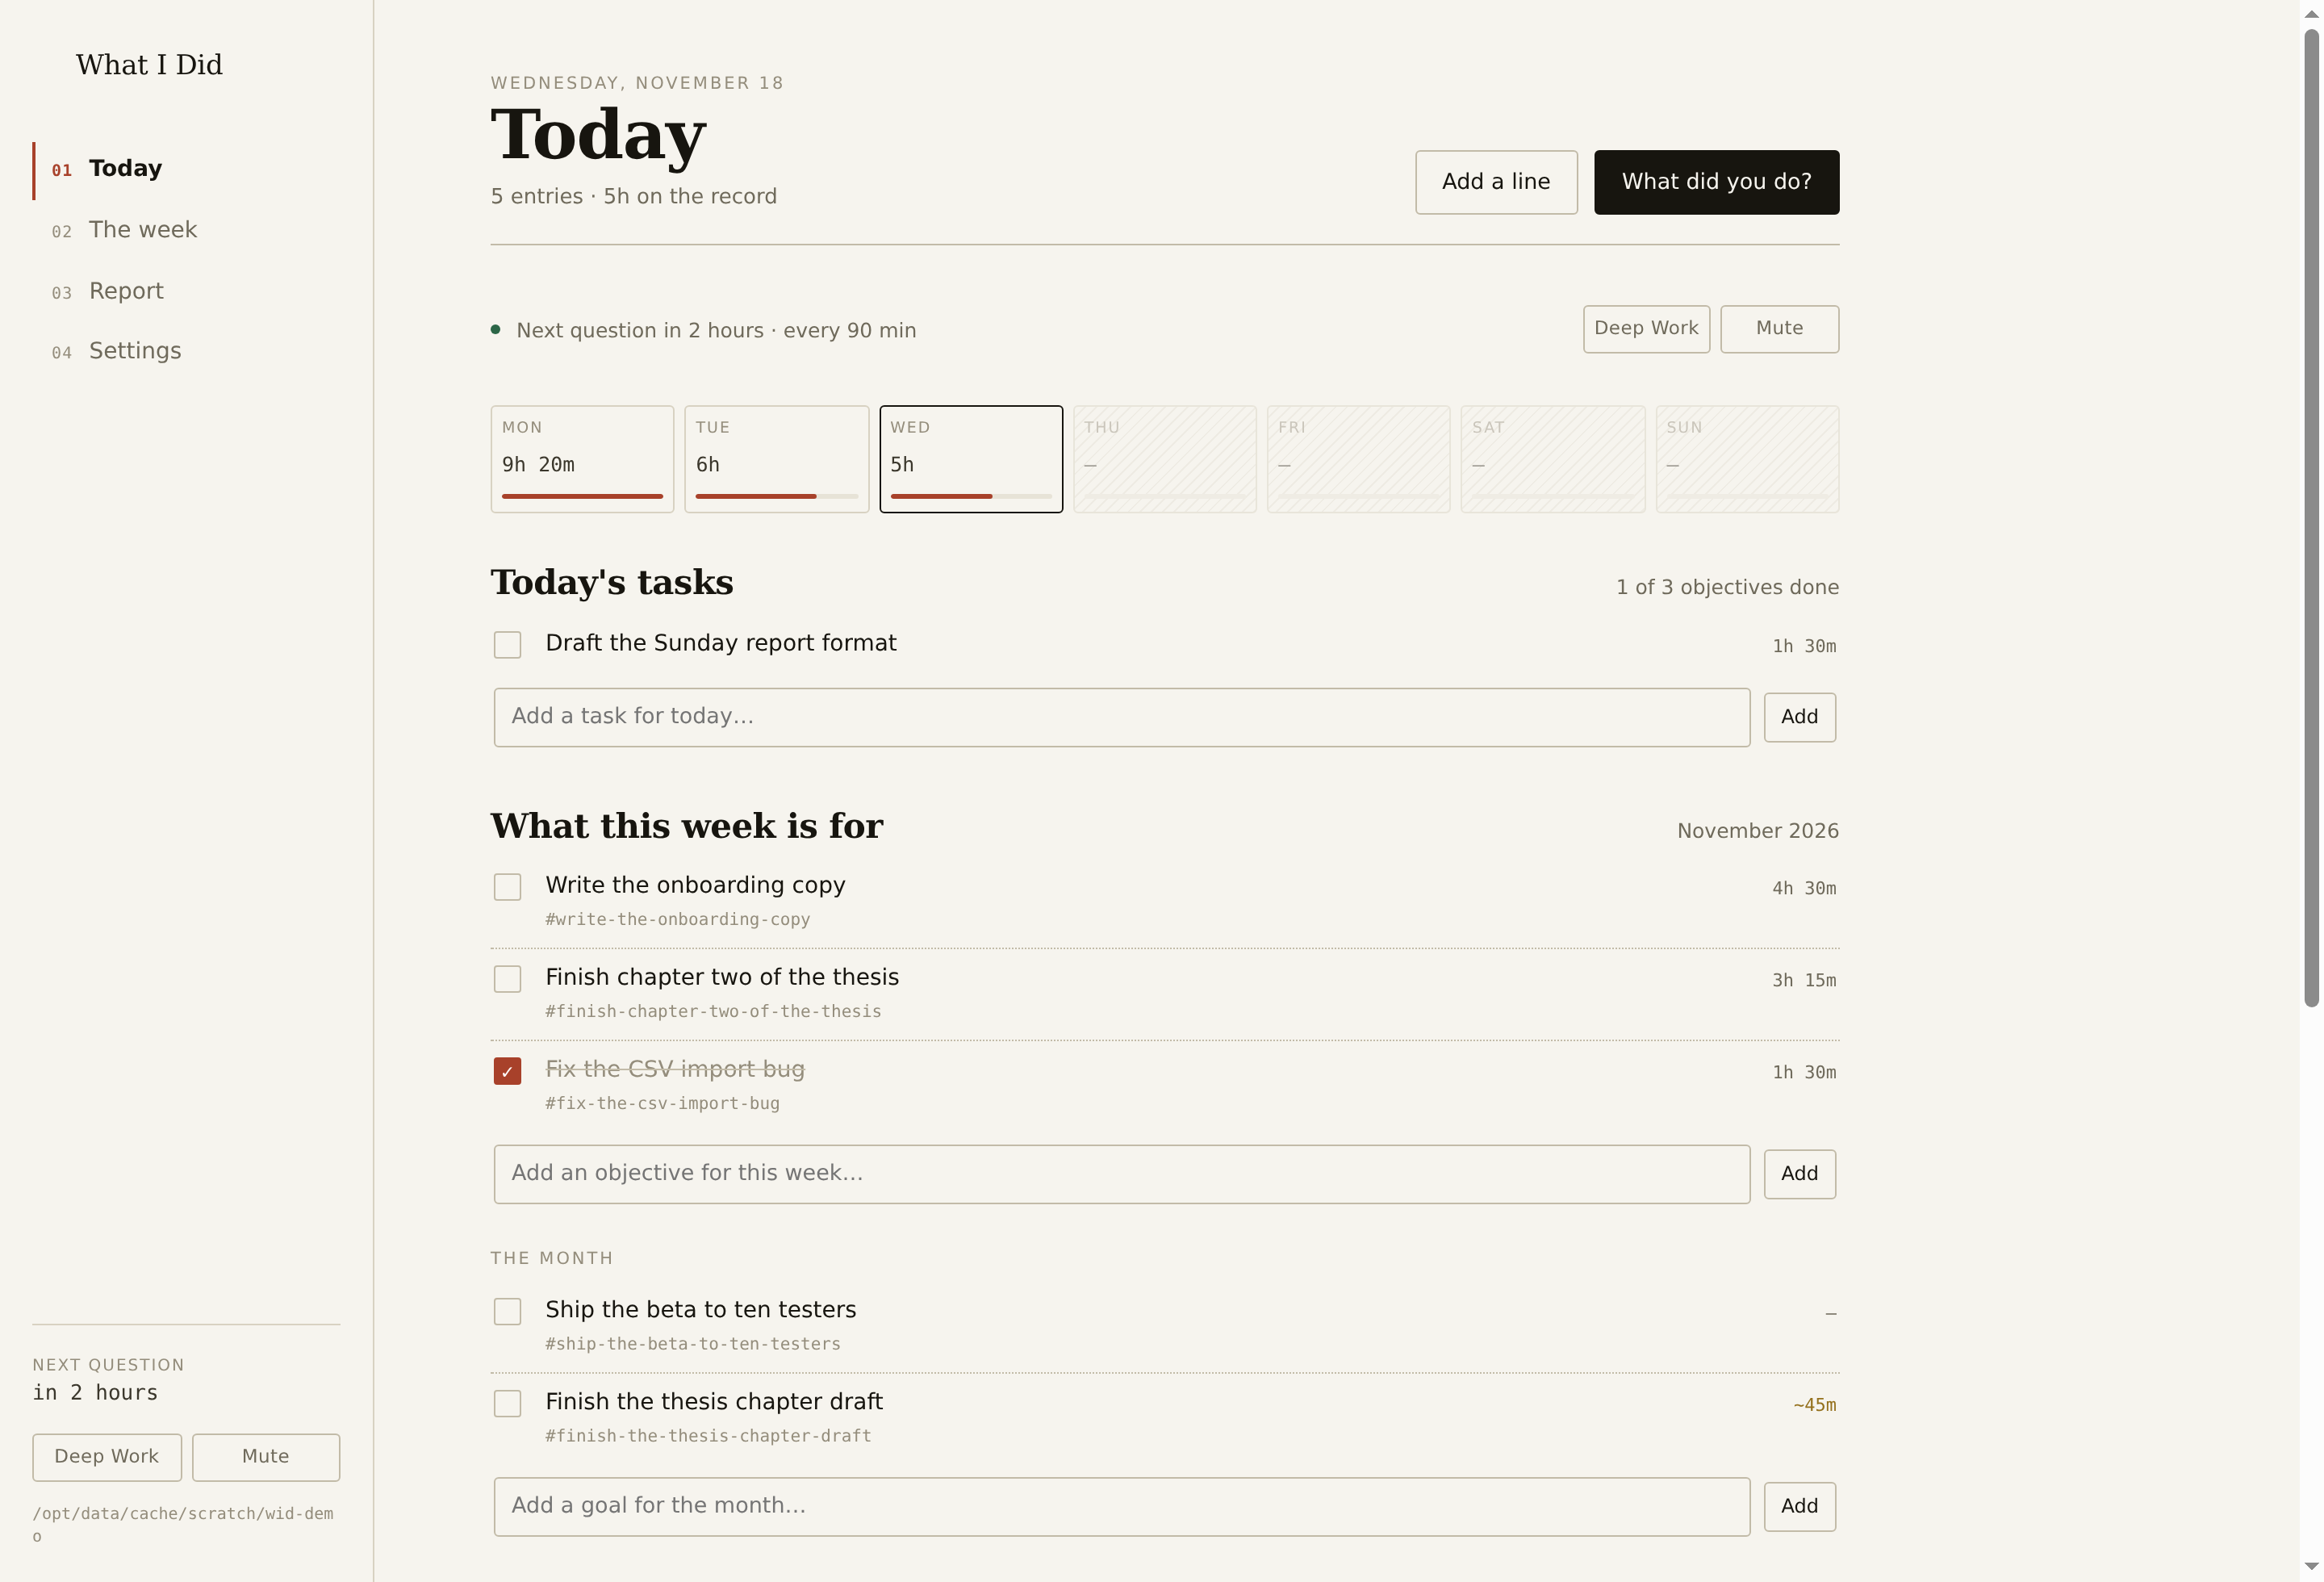 What I Did
01 Today
02 The week
03 Report
04 Settings
NEXT QUESTION
in 2 hours
Deep Work
Mute
/opt/data/cache/scratch/wid-dem
o
WEDNESDAY, NOVEMBER 18
Today
5 entries · 5h on the record
Add a line
What did you do?
Next question in 2 hours · every 90 min
Deep Work
Mute
MON
9h 20m
TUE
6h
WED
5h
THU
—
FRI
—
SAT
—
SUN
—
Today's tasks
1 of 3 objectives done
Draft the Sunday report format
1h 30m
Add a task for today…
Add
What this week is for
November 2026
Write the onboarding copy
4h 30m
#write-the-onboarding-copy
Finish chapter two of the thesis
3h 15m
#finish-chapter-two-of-the-thesis
✓ Fix the CSV import bug
1h 30m
#fix-the-csv-import-bug
Add an objective for this week…
Add
THE MONTH
Ship the beta to ten testers
—
#ship-the-beta-to-ten-testers
Finish the thesis chapter draft
~45m
#finish-the-thesis-chapter-draft
Add a goal for the month…
Add